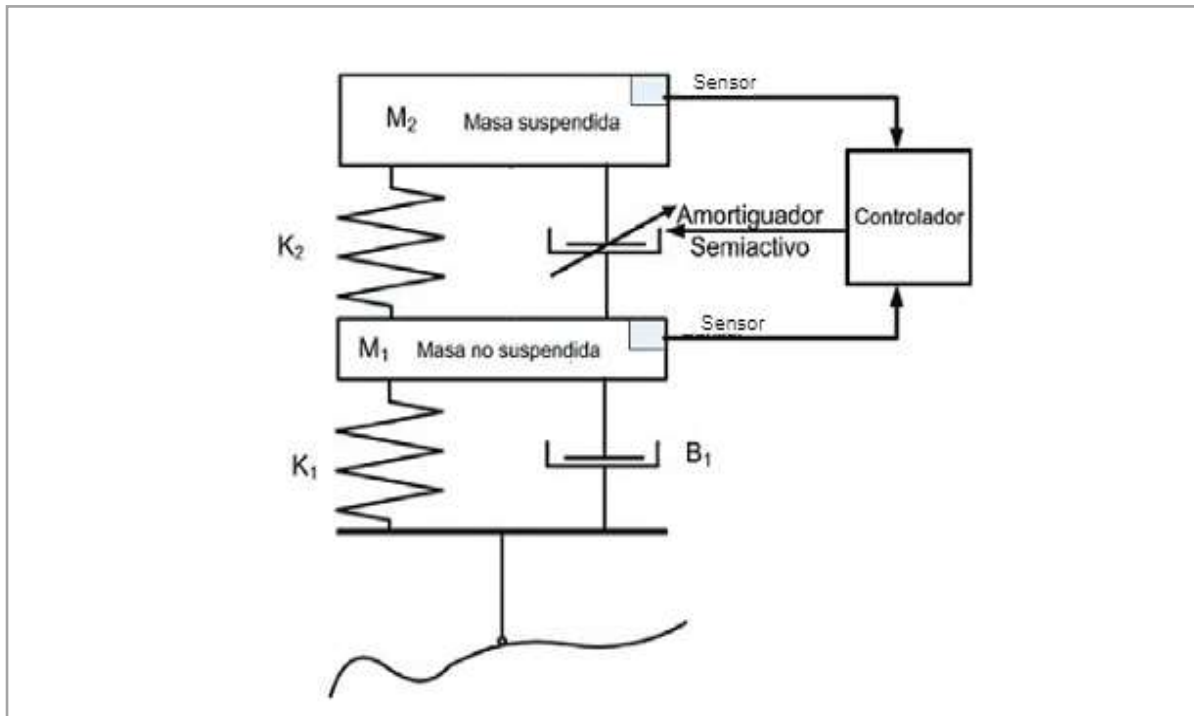 Sensor
M₂ Masa suspendida
Amortiguador
Semiactivo
Controlador
K₂
Sensor
M₁ Masa no suspendida
K₁
B₁